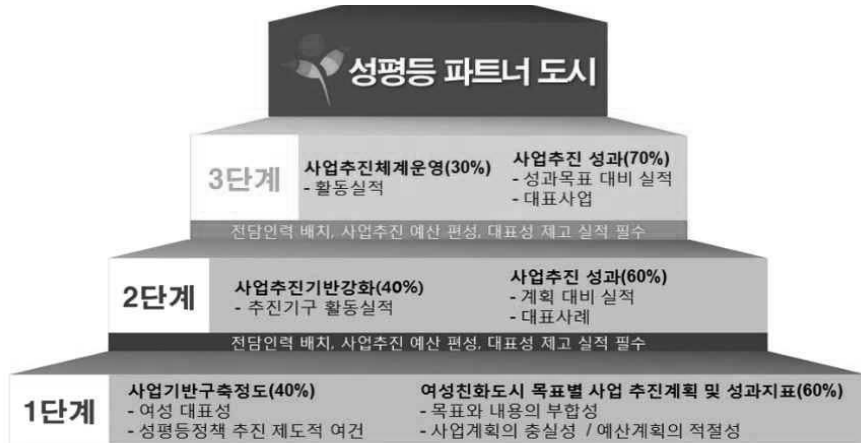 성평등 파트너 도시
3단계
사업추진체계운영(30%)
- 활동실적
사업추진 성과(70%)
- 성과목표 대비 실적
- 대표사업
전담인력 배치, 사업추진 예산 편성, 대표성 제고 실적 필수
2단계
사업추진기반강화(40%)
- 추진기구 활동실적
사업추진 성과(60%)
- 계획 대비 실적
- 대표사례
전담인력 배치, 사업추진 예산 편성, 대표성 제고 실적 필수
1단계
사업기반구축정도(40%)
- 여성 대표성
- 성평등정책 추진 제도적 여건
여성친화도시 목표별 사업 추진계획 및 성과지표(60%)
- 목표와 내용의 부합성
- 사업계획의 충실성 / 예산계획의 적절성